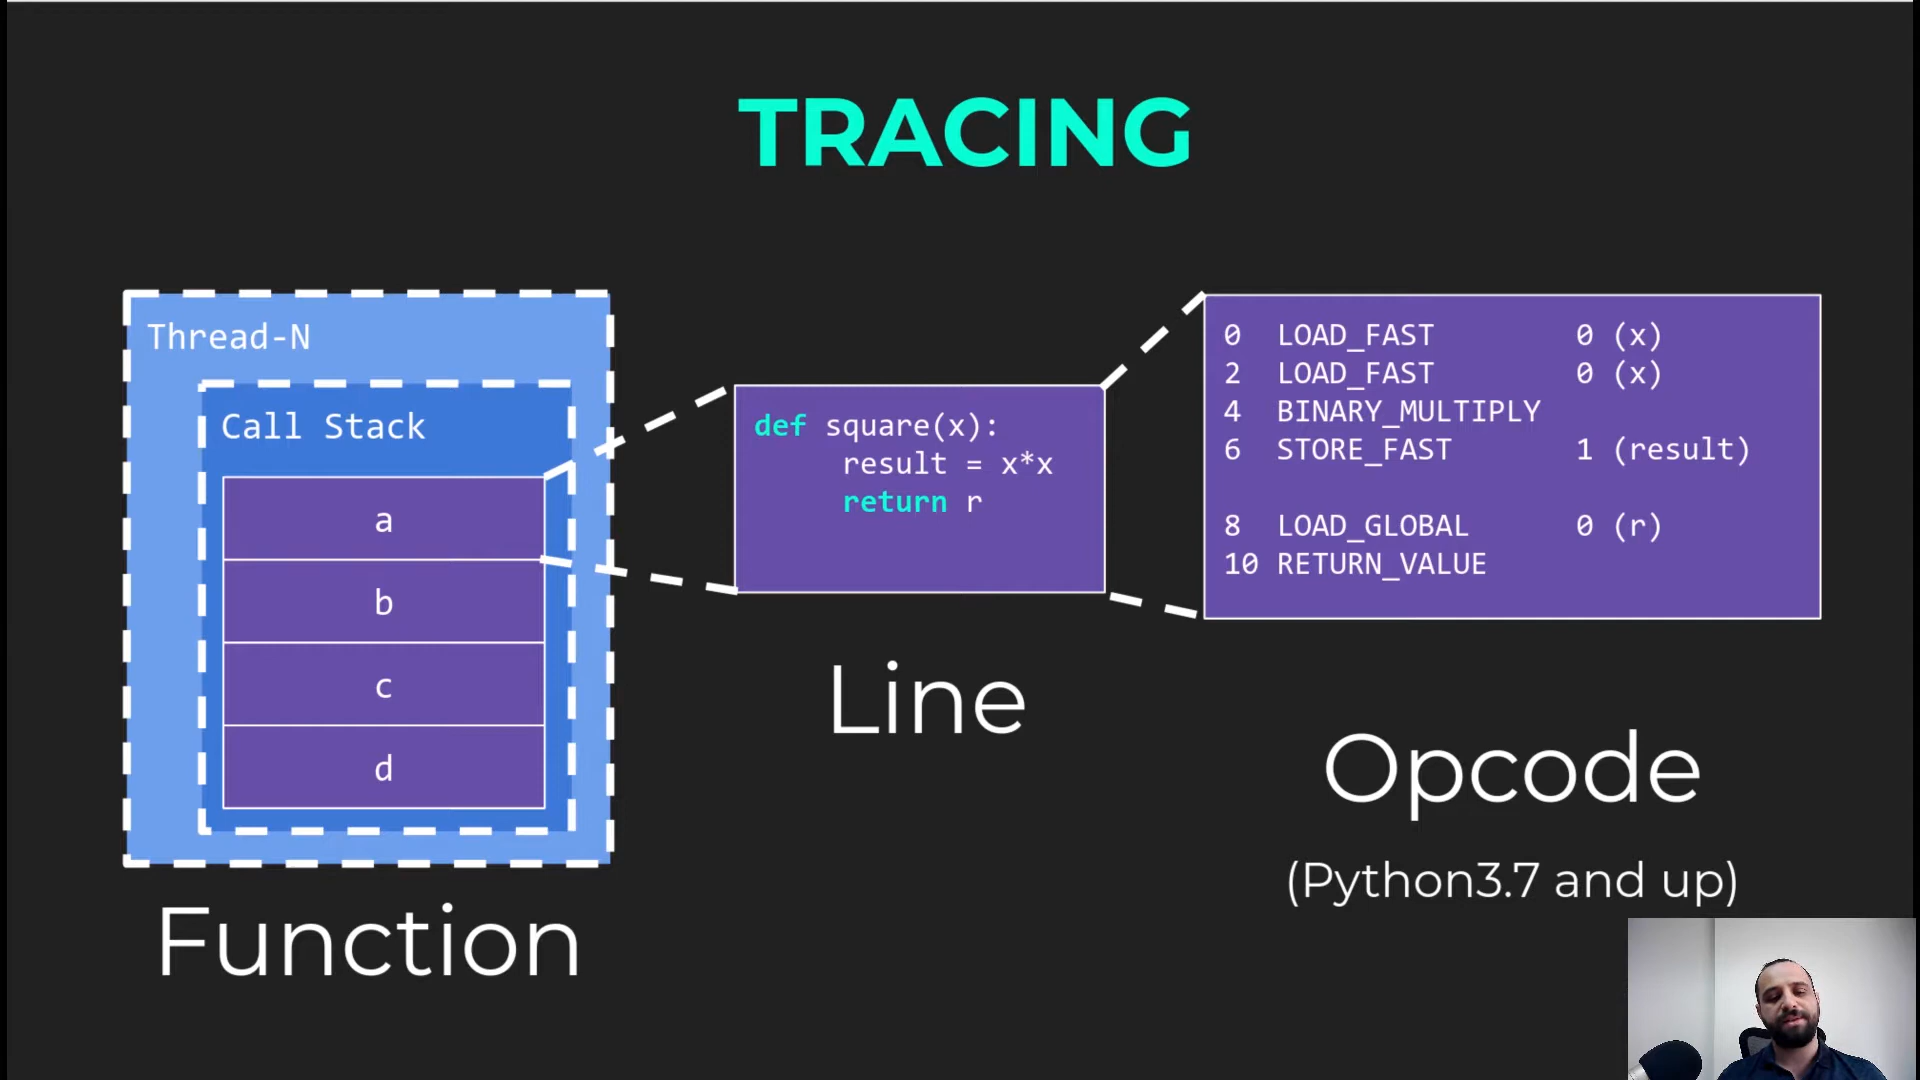 TRACING
Thread-N
Call Stack
a
b
c
d
Function
def square(x):
result = x*x
return r
Line
0 LOAD_FAST 0 (x)
2 LOAD_FAST 0 (x)
4 BINARY_MULTIPLY
6 STORE_FAST 1 (result)
8 LOAD_GLOBAL 0 (r)
10 RETURN_VALUE
Opcode
(Python3.7 and up)